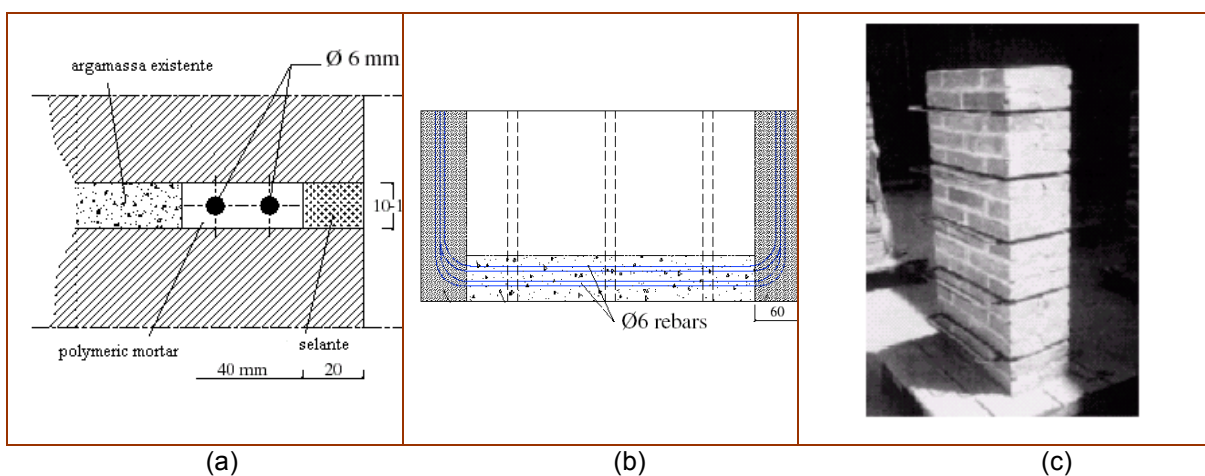 argamassa existente
Ø 6 mm
10-1
polymeric mortar
selante
40 mm
20
Ø6 rebars
60
(a)
(b)
(c)